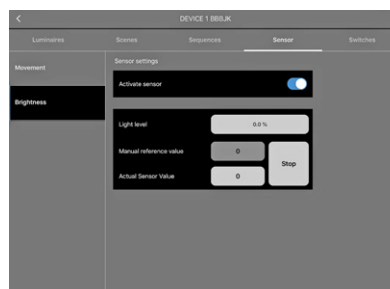 DEVICE 1 BBBJK
Luminaires Scenes Sequences Sensor Switches
Movement
Brightness
Sensor settings
Activate sensor
Light level 0.0 %
Manual reference value 0
Stop
Actual Sensor Value 0